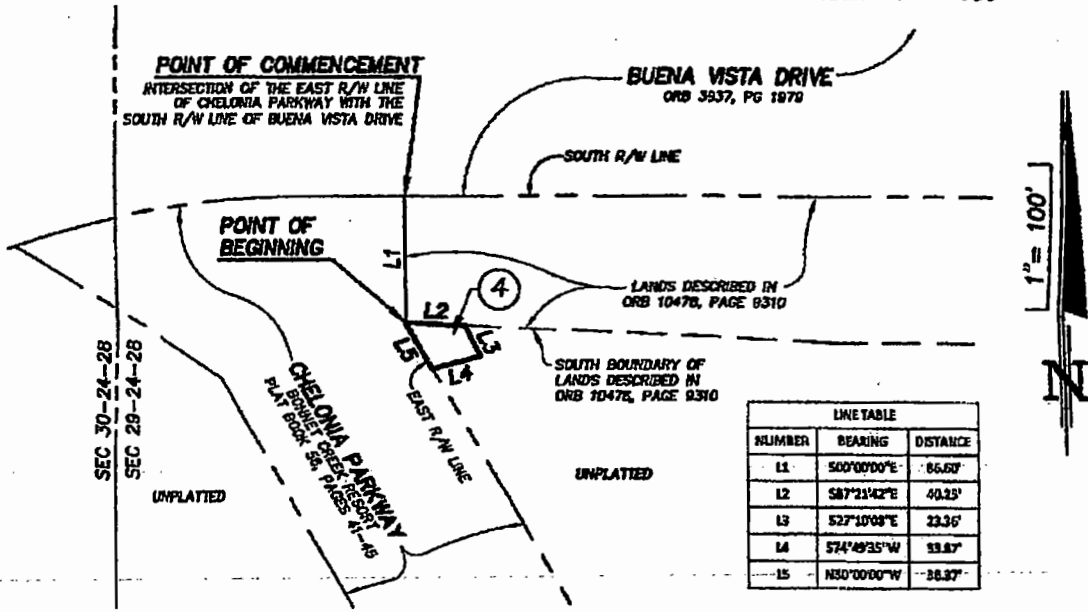 POINT OF COMMENCEMENT
INTERSECTION OF THE EAST R/W LINE
OF CHELONIA PARKWAY WITH THE
SOUTH R/W LINE OF BUENA VISTA DRIVE
BUENA VISTA DRIVE
ORB 3937, PG 1979
SOUTH R/W LINE
POINT OF
BEGINNING
L1
L2
4
L3
L4
L5
LANDS DESCRIBED IN
ORB 10478, PAGE 9310
1"= 100'
N
SOUTH BOUNDARY OF
LANDS DESCRIBED IN
ORB 10478, PAGE 9310
SEC 30-24-28
SEC 29-24-28
CHELONIA PARKWAY
BONNET CREEK RESORT
PLAT BOOK 56, PAGES 41-45
EAST R/W LINE
UNPLATTED
UNPLATTED
LINE TABLE
NUMBER BEARING DISTANCE
L1 S00°00'00"E
L2 S87°21'42"E 40.25'
L3 S27°10'08"E 23.36'
L4 S74°49'35"W
L5 N30°00'00"W